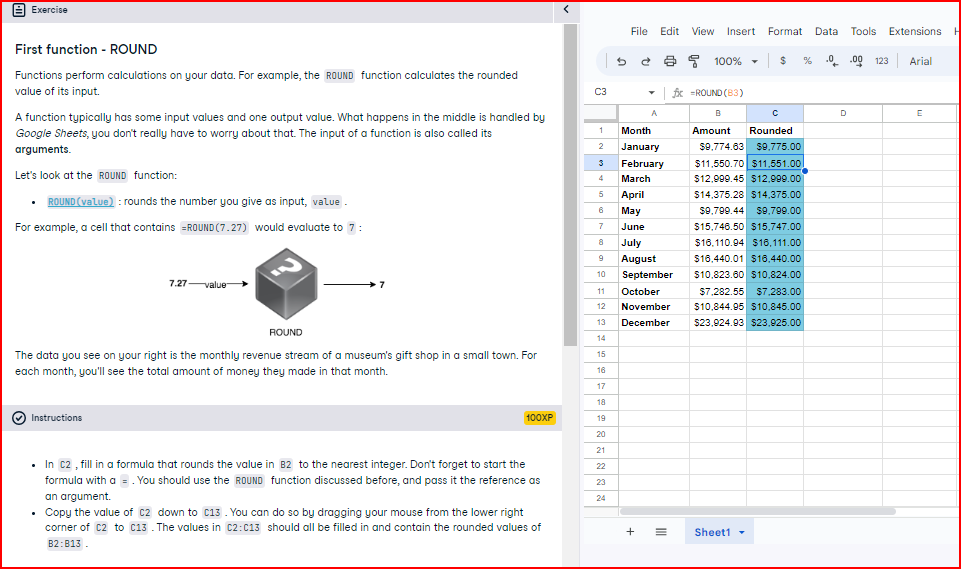 Exercise
First function - ROUND
Functions perform calculations on your data. For example, the ROUND function calculates the rounded
value of its input.
A function typically has some input values and one output value. What happens in the middle is handled by
Google Sheets, you don't really have to worry about that. The input of a function is also called its
arguments.
Let's look at the ROUND function:
• ROUND(value) : rounds the number you give as input, value .
For example, a cell that contains =ROUND(7.27) would evaluate to 7 :
7.27 value 7
?
ROUND
The data you see on your right is the monthly revenue stream of a museum's gift shop in a small town. For
each month, you'll see the total amount of money they made in that month.
Instructions 100XP
• In C2 , fill in a formula that rounds the value in B2 to the nearest integer. Don't forget to start the
formula with a = . You should use the ROUND function discussed before, and pass it the reference as
an argument.
• Copy the value of C2 down to C13 . You can do so by dragging your mouse from the lower right
corner of C2 to C13 . The values in C2:C13 should all be filled in and contain the rounded values of
B2:B13 .
File Edit View Insert Format Data Tools Extensions H
100% $ % .0 .00 123 Arial
C3 fx =ROUND(B3)
A B C D E
1 Month Amount Rounded
2 January $9,774.63 $9,775.00
3 February $11,550.70 $11,551.00
4 March $12,999.45 $12,999.00
5 April $14,375.28 $14,375.00
6 May $9,799.44 $9,799.00
7 June $15,746.50 $15,747.00
8 July $16,110.94 $16,111.00
9 August $16,440.01 $16,440.00
10 September $10,823.60 $10,824.00
11 October $7,282.55 $7,283.00
12 November $10,844.95 $10,845.00
13 December $23,924.93 $23,925.00
14
15
16
17
18
19
20
21
22
23
24
+ Sheet1